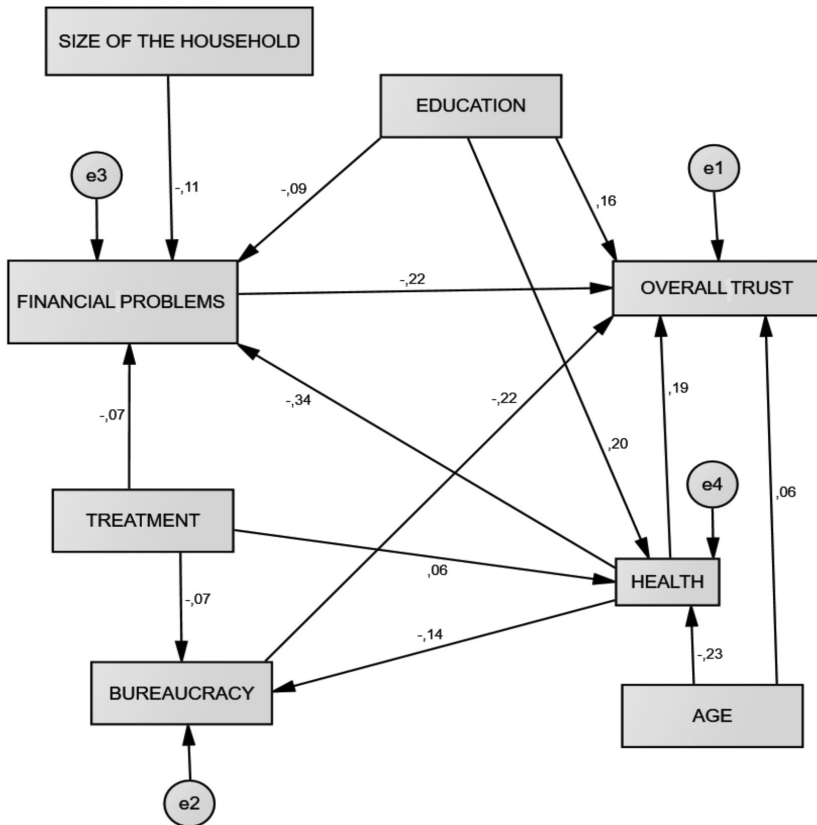 SIZE OF THE HOUSEHOLD
EDUCATION
e3
e1
-,11
-,09
,16
FINANCIAL PROBLEMS
-,22
OVERALL TRUST
-,07
-,34
-,22
,19
,20
e4
,06
TREATMENT
,06
HEALTH
-,07
-,14
-,23
BUREAUCRACY
AGE
e2